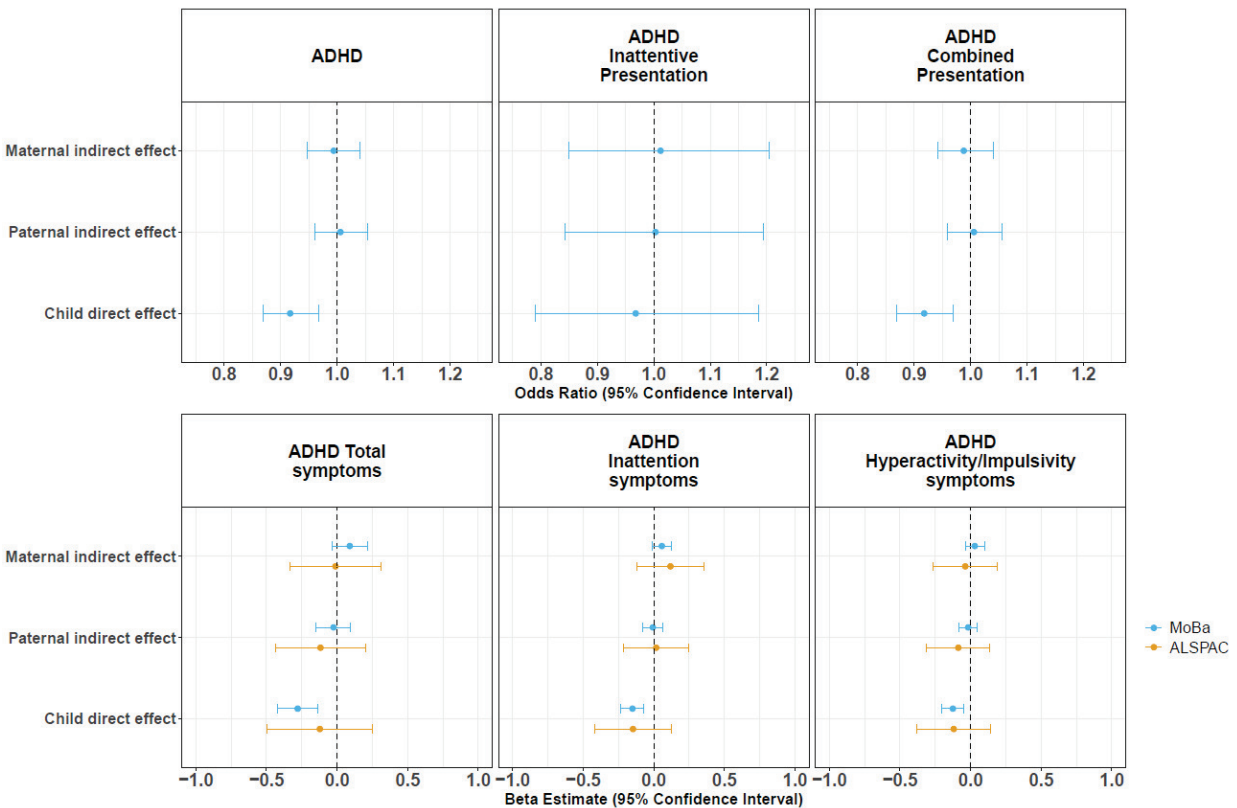 ADHD
ADHD
Inattentive
Presentation
ADHD
Combined
Presentation
Maternal indirect effect
Paternal indirect effect
Child direct effect
0.8 0.9 1.0 1.1 1.2 0.8 0.9 1.0 1.1 1.2 0.8 0.9 1.0 1.1 1.2
Odds Ratio (95% Confidence Interval)
ADHD Total
symptoms
ADHD
Inattention
symptoms
ADHD
Hyperactivity/Impulsivity
symptoms
Maternal indirect effect
Paternal indirect effect
Child direct effect
MoBa
ALSPAC
−1.0 −0.5 0.0 0.5 1.0 −1.0 −0.5 0.0 0.5 1.0 −1.0 −0.5 0.0 0.5 1.0
Beta Estimate (95% Confidence Interval)